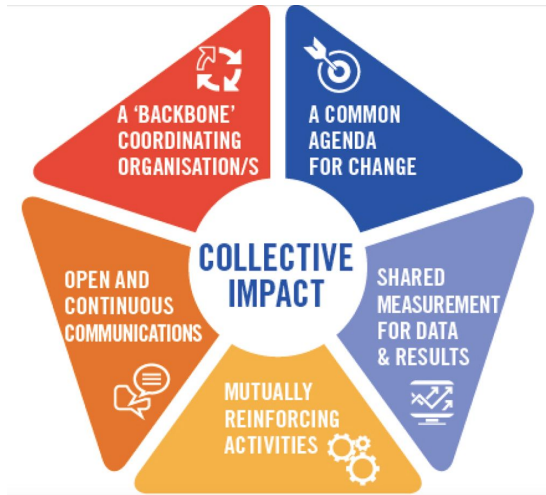 A ‘BACKBONE’
COORDINATING
ORGANISATION/S
A COMMON
AGENDA
FOR CHANGE
COLLECTIVE
IMPACT
OPEN AND
CONTINUOUS
COMMUNICATIONS
SHARED
MEASUREMENT
FOR DATA
& RESULTS
MUTUALLY
REINFORCING
ACTIVITIES